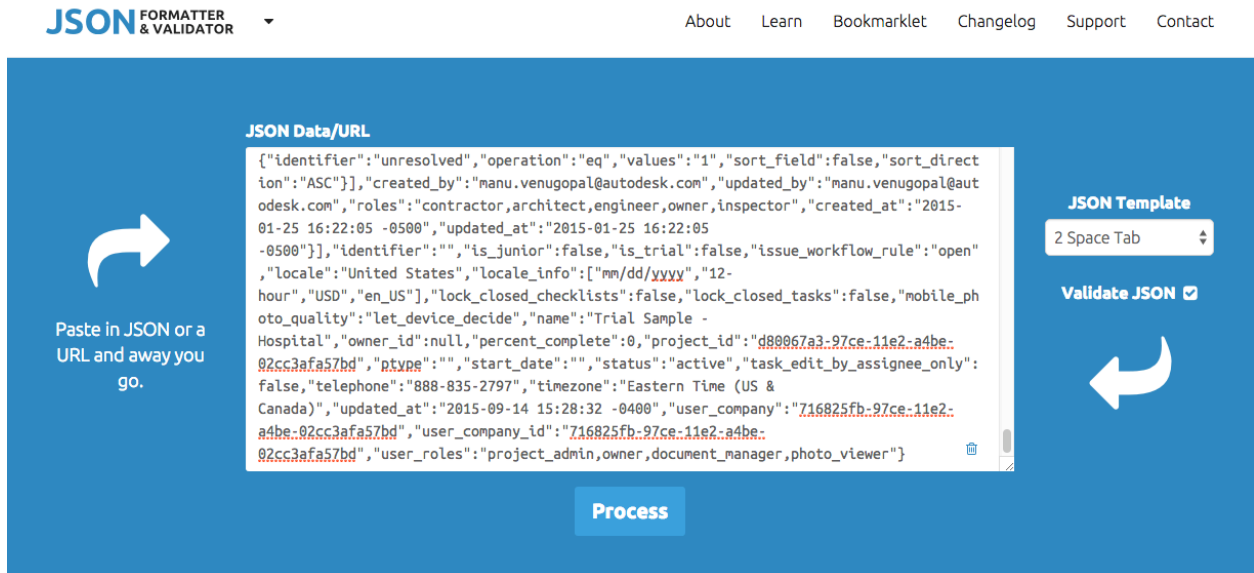 JSON FORMATTER & VALIDATOR
About Learn Bookmarklet Changelog Support Contact
JSON Data/URL
{"identifier":"unresolved","operation":"eq","values":"1","sort_field":false,"sort_direct
ion":"ASC"}],"created_by":"manu.venugopal@autodesk.com","updated_by":"manu.venugopal@aut
odesk.com","roles":"contractor,architect,engineer,owner,inspector","created_at":"2015-
01-25 16:22:05 -0500","updated_at":"2015-01-25 16:22:05
-0500"}],"identifier":"","is_junior":false,"is_trial":false,"issue_workflow_rule":"open"
,"locale":"United States","locale_info":["mm/dd/yyyy","12-
hour","USD","en_US"],"lock_closed_checklists":false,"lock_closed_tasks":false,"mobile_ph
oto_quality":"let_device_decide","name":"Trial Sample -
Hospital","owner_id":null,"percent_complete":0,"project_id":"d80067a3-97ce-11e2-a4be-
02cc3afa57bd","ptype":"","start_date":"","status":"active","task_edit_by_assignee_only":
false,"telephone":"888-835-2797","timezone":"Eastern Time (US &
Canada)","updated_at":"2015-09-14 15:28:32 -0400","user_company":"716825fb-97ce-11e2-
a4be-02cc3afa57bd","user_company_id":"716825fb-97ce-11e2-a4be-
02cc3afa57bd","user_roles":"project_admin,owner,document_manager,photo_viewer"}
Paste in JSON or a
URL and away you
go.
JSON Template
2 Space Tab
Validate JSON
Process